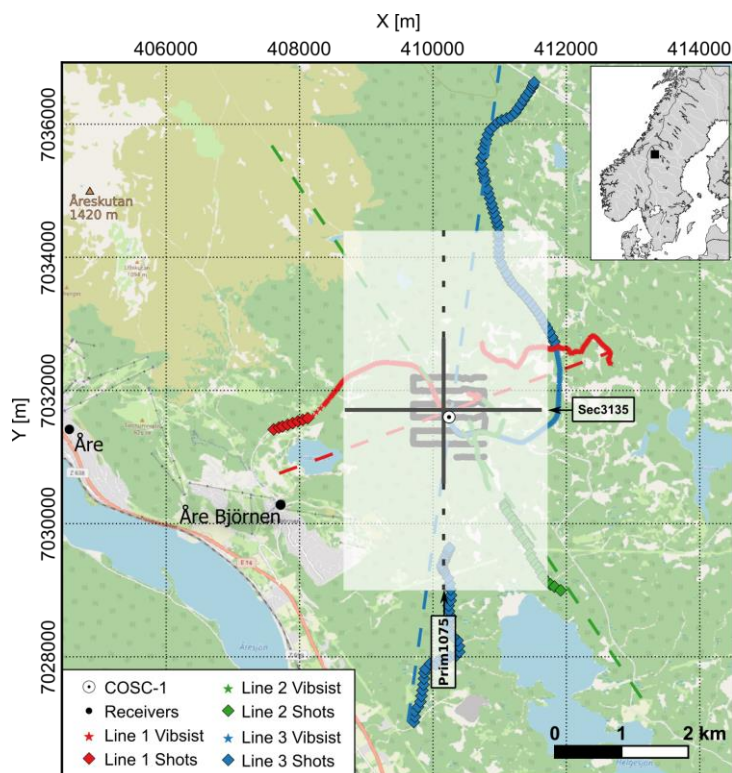 X [m]
406000 408000 410000 412000 414000
Y [m]
7036000
7034000
7032000
7030000
7028000
Åreskutan
1420 m
Sec3135
Åre
Åre Björnen
E 14
Prim1075
COSC-1
Receivers
Line 1 Vibsist
Line 1 Shots
Line 2 Vibsist
Line 2 Shots
Line 3 Vibsist
Line 3 Shots
0 1 2 km